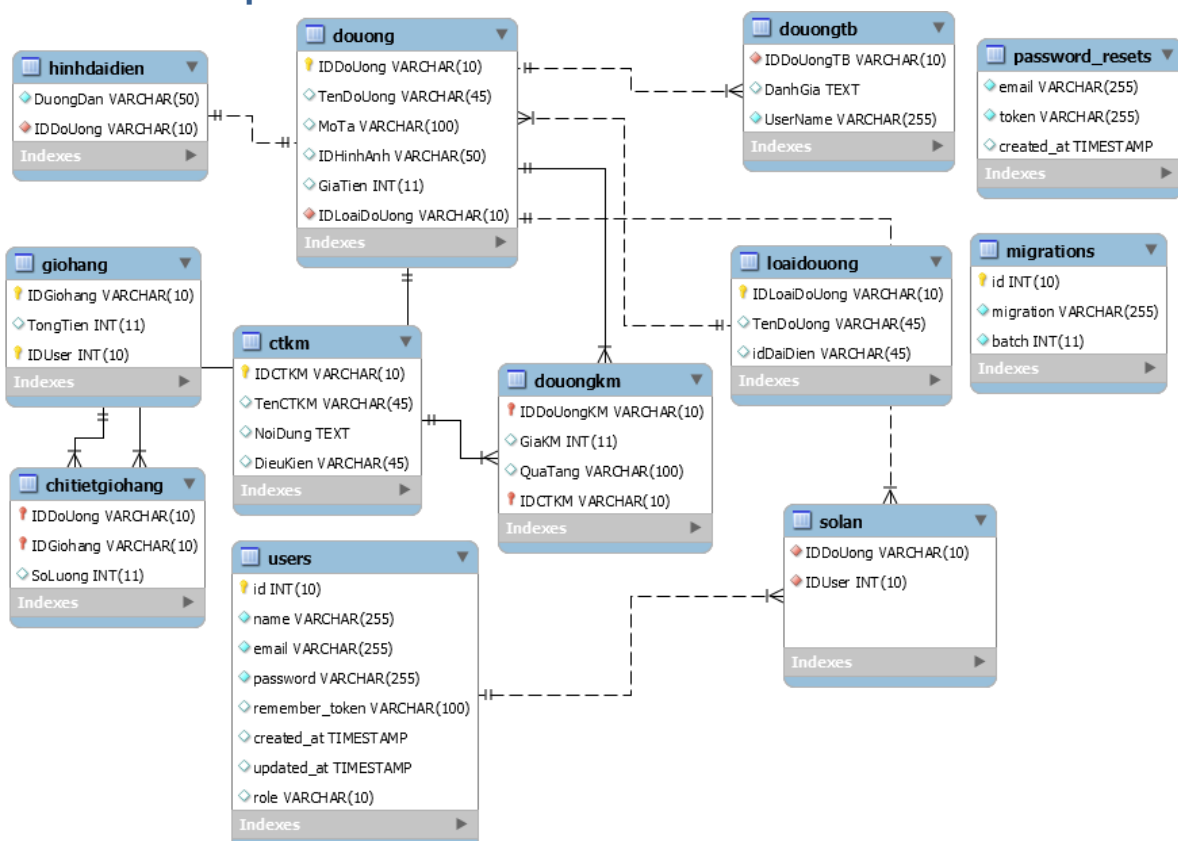 hinhdaidien
DuongDan VARCHAR(50)
IDDoUong VARCHAR(10)
Indexes
douong
IDDoUong VARCHAR(10)
TenDoUong VARCHAR(45)
MoTa VARCHAR(100)
IDHinhAnh VARCHAR(50)
GiaTien INT(11)
IDLoaiDoUong VARCHAR(10)
Indexes
douongtb
IDDoUongTB VARCHAR(10)
DanhGia TEXT
UserName VARCHAR(255)
Indexes
password_resets
email VARCHAR(255)
token VARCHAR(255)
created_at TIMESTAMP
Indexes
giohang
IDGiohang VARCHAR(10)
TongTien INT(11)
IDUser INT(10)
Indexes
ctkm
IDCTKM VARCHAR(10)
TenCTKM VARCHAR(45)
NoiDung TEXT
DieuKien VARCHAR(45)
Indexes
douongkm
IDDoUongKM VARCHAR(10)
GiaKM INT(11)
QuaTang VARCHAR(100)
IDCTKM VARCHAR(10)
Indexes
loaidouong
IDLoaiDoUong VARCHAR(10)
TenDoUong VARCHAR(45)
idDaiDien VARCHAR(45)
Indexes
migrations
id INT(10)
migration VARCHAR(255)
batch INT(11)
Indexes
chitietgiohang
IDDoUong VARCHAR(10)
IDGiohang VARCHAR(10)
SoLuong INT(11)
Indexes
users
id INT(10)
name VARCHAR(255)
email VARCHAR(255)
password VARCHAR(255)
remember_token VARCHAR(100)
created_at TIMESTAMP
updated_at TIMESTAMP
role VARCHAR(10)
Indexes
solan
IDDoUong VARCHAR(10)
IDUser INT(10)
Indexes